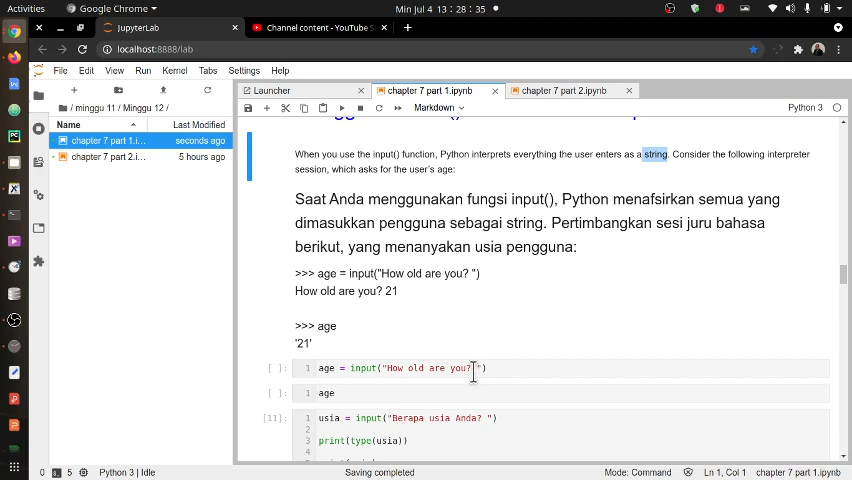 Activities
Google Chrome
Mon Jul 4 13:28:35
JupyterLab
Channel content - YouTube S
localhost:8888/lab
File Edit View Run Kernel Tabs Settings Help
Launcher
chapter 7 part 1.ipynb
chapter 7 part 2.ipynb
Markdown
Python 3
/ minggu 11 / Minggu 12 /
Name
Last Modified
chapter 7 part 1.i...
seconds ago
chapter 7 part 2.i...
5 hours ago
When you use the input() function, Python interprets everything the user enters as a string. Consider the following interpreter
session, which asks for the user's age:
Saat Anda menggunakan fungsi input(), Python menafsirkan semua yang
dimasukkan pengguna sebagai string. Pertimbangkan sesi juru bahasa
berikut, yang menanyakan usia pengguna:
>>> age = input("How old are you? ")
How old are you? 21
>>> age
'21'
[ ]: 1 age = input("How old are you? ")
[ ]: 1 age
[11]: 1 usia = input("Berapa usia Anda? ")
2
3 print(type(usia))
4
0
5
Python 3 | Idle
Saving completed
Mode: Command
Ln 1, Col 1
chapter 7 part 1.ipynb